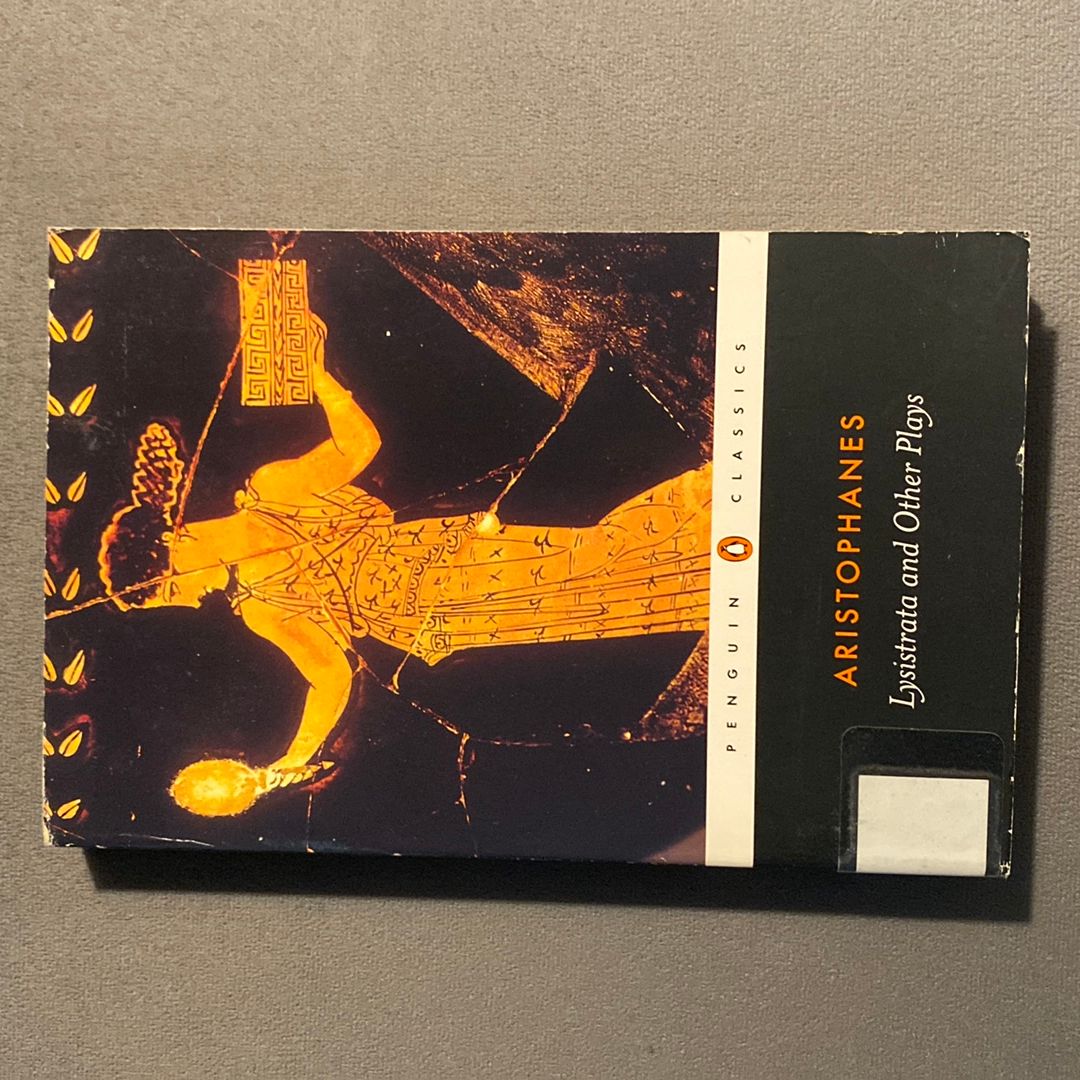 PENGUIN CLASSICS
ARISTOPHANES
Lysistrata and Other Plays